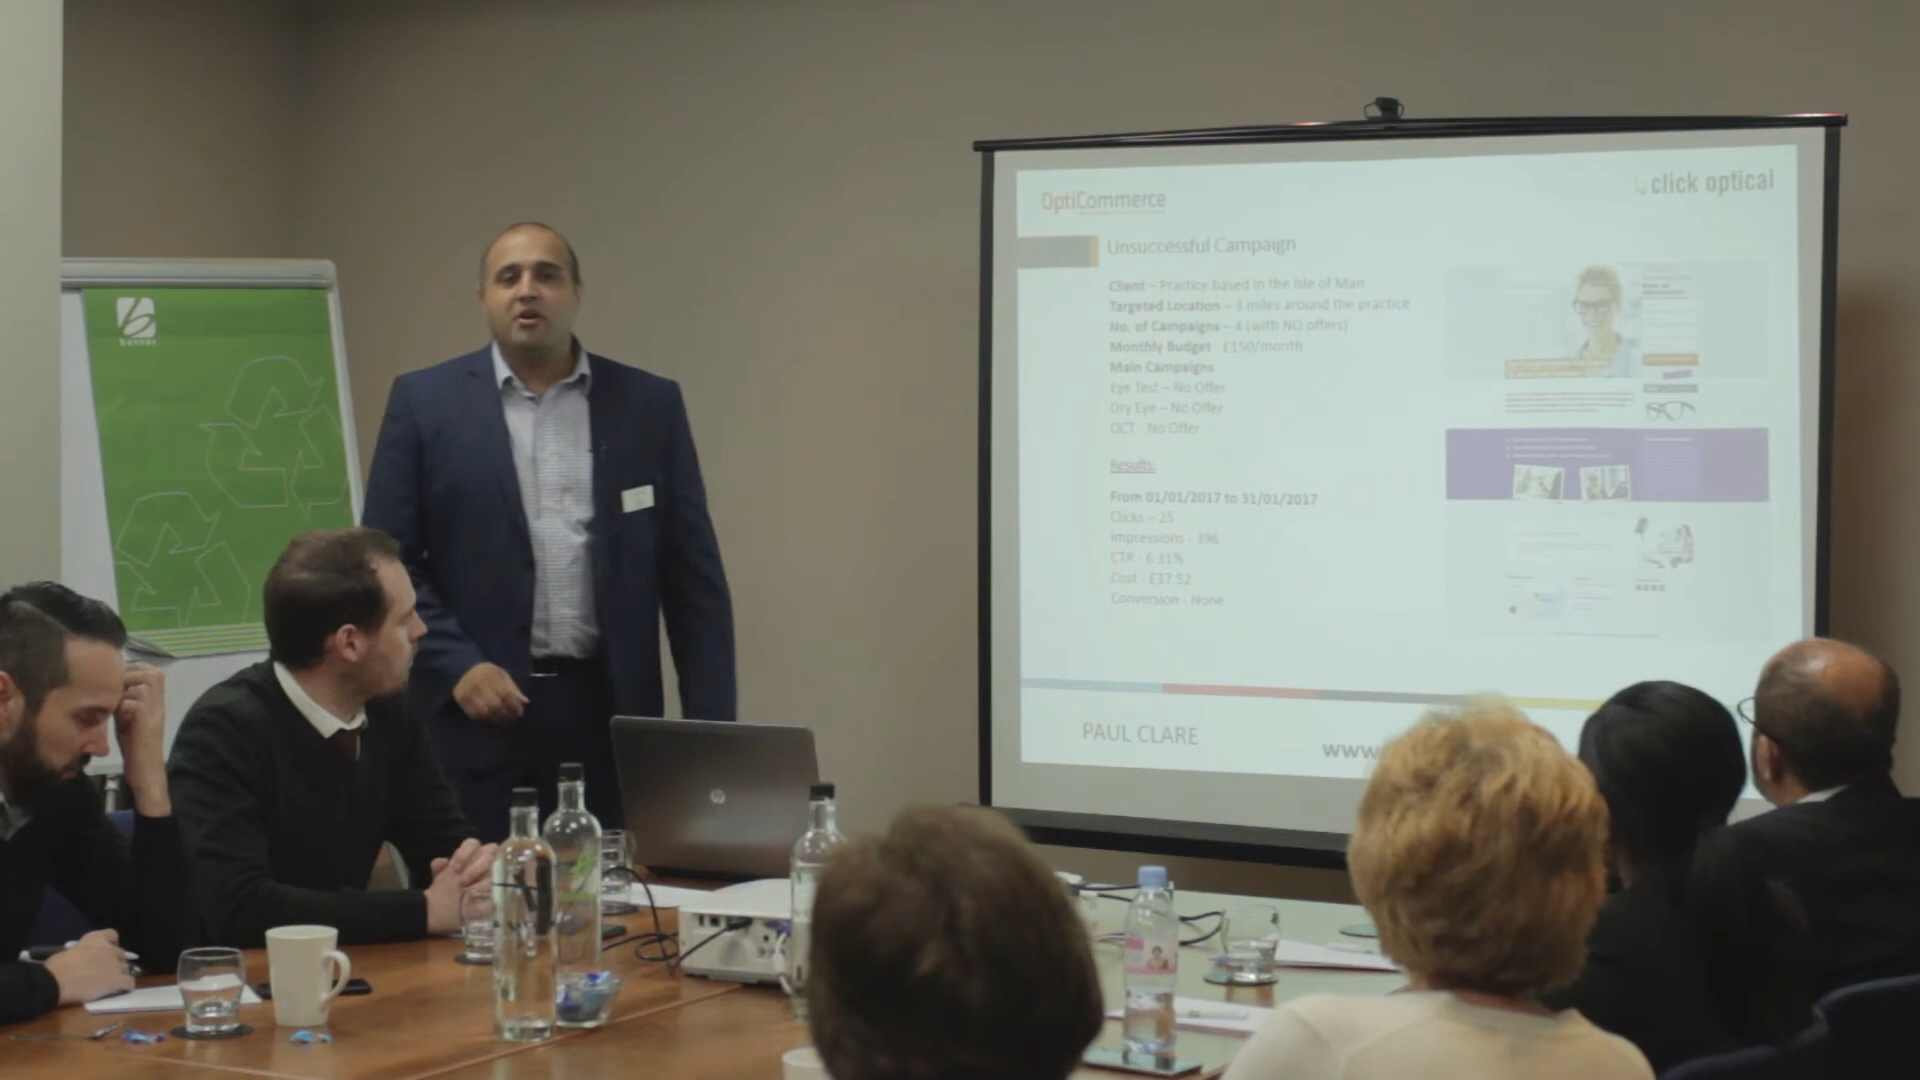 banner
OptiCommerce
click optical
Unsuccessful Campaign
Client – Practice based in the Isle of Man
Targeted Location – 3 miles around the practice
No. of Campaigns – 4 (with NO offers)
Monthly Budget - £150/month
Main Campaigns
Eye Test – No Offer
Dry Eye – No Offer
OCT - No Offer
Results:
From 01/01/2017 to 31/01/2017
Clicks – 25
Impressions - 396
CTR - 6.31%
Cost - £37.52
Conversion - None
PAUL CLARE
www.
hp